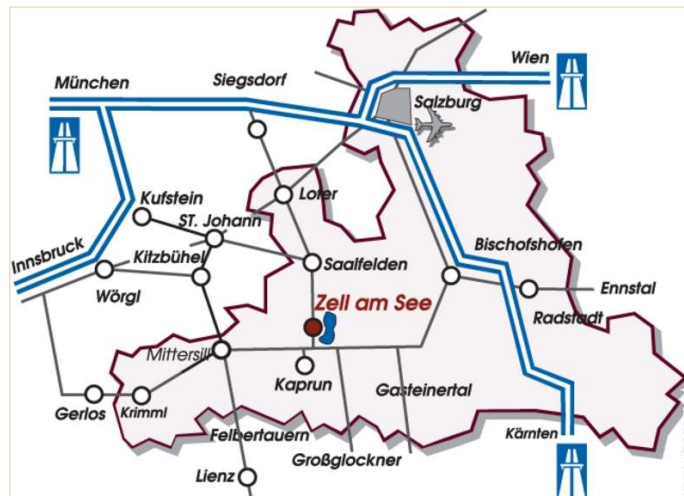 Wien
München
Siegsdorf
Salzburg
Kufstein
Lofer
ST. Johann
Innsbruck
Kitzbühel
Bischofshofen
Saalfelden
Wörgl
Ennstal
Zell am See
Radstadt
Mittersill
Kaprun
Gasteinertal
Gerlos
Krimml
Felbertauern
Kärnten
Großglockner
Lienz